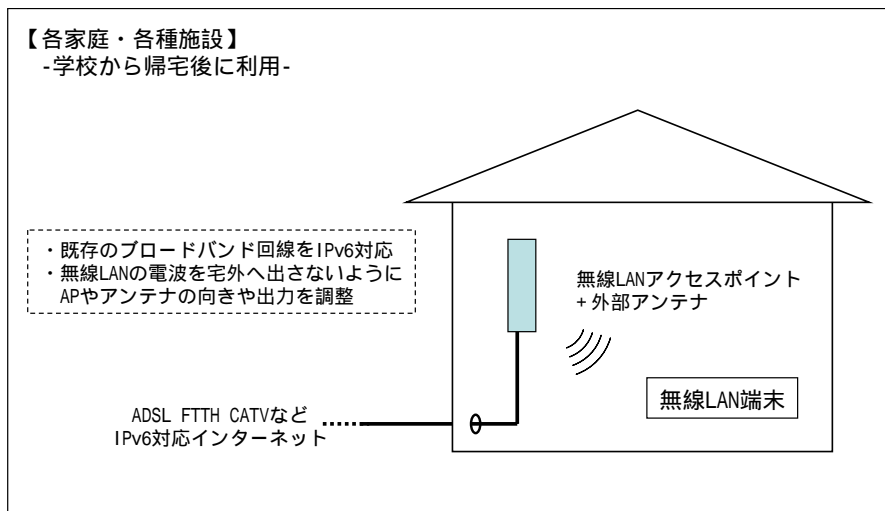 【各家庭・各種施設】
-学校から帰宅後に利用-
・既存のブロードバンド回線をIPv6対応
・無線LANの電波を宅外へ出さないように
APやアンテナの向きや出力を調整
無線LANアクセスポイント
+外部アンテナ
無線LAN端末
ADSL FTTH CATVなど
IPv6対応インターネット